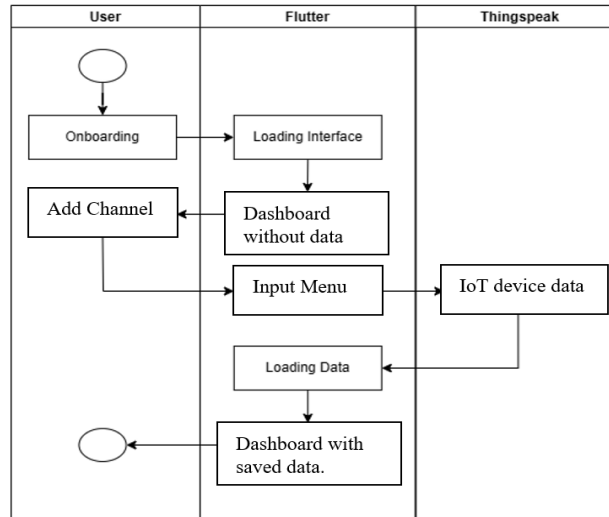 User
Flutter
Thingspeak
Onboarding
Loading Interface
Add Channel
Dashboard
without data
Input Menu
IoT device data
Loading Data
Dashboard with
saved data.